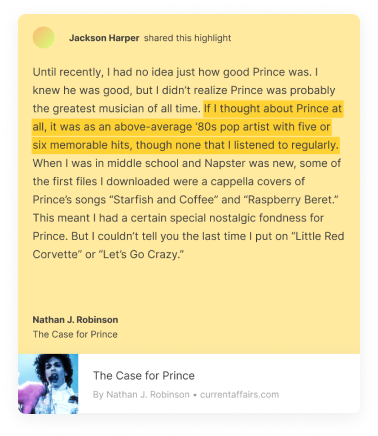 Jackson Harper shared this highlight
Until recently, I had no idea just how good Prince was. I
knew he was good, but I didn’t realize Prince was probably
the greatest musician of all time. If I thought about Prince at
all, it was as an above-average ’80s pop artist with five or
six memorable hits, though none that I listened to regularly.
When I was in middle school and Napster was new, some of
the first files I downloaded were a cappella covers of
Prince’s songs “Starfish and Coffee” and “Raspberry Beret.”
This meant I had a certain special nostalgic fondness for
Prince. But I couldn’t tell you the last time I put on “Little Red
Corvette” or “Let’s Go Crazy.”
Nathan J. Robinson
The Case for Prince
The Case for Prince
By Nathan J. Robinson • currentaffairs.com